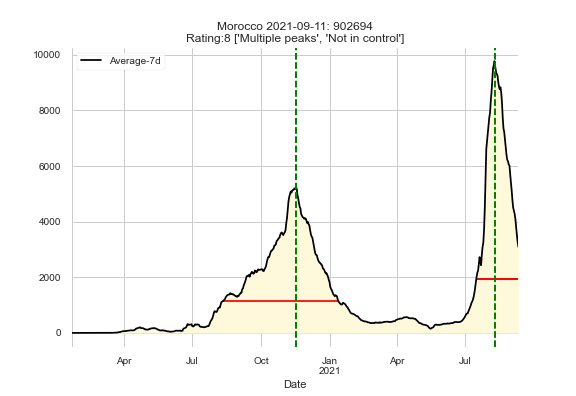 Morocco 2021-09-11: 902694
Rating:8 ['Multiple peaks', 'Not in control']
Average-7d
10000
8000
6000
4000
2000
0
Apr
Jul
Oct
Jan
2021
Apr
Jul
Date